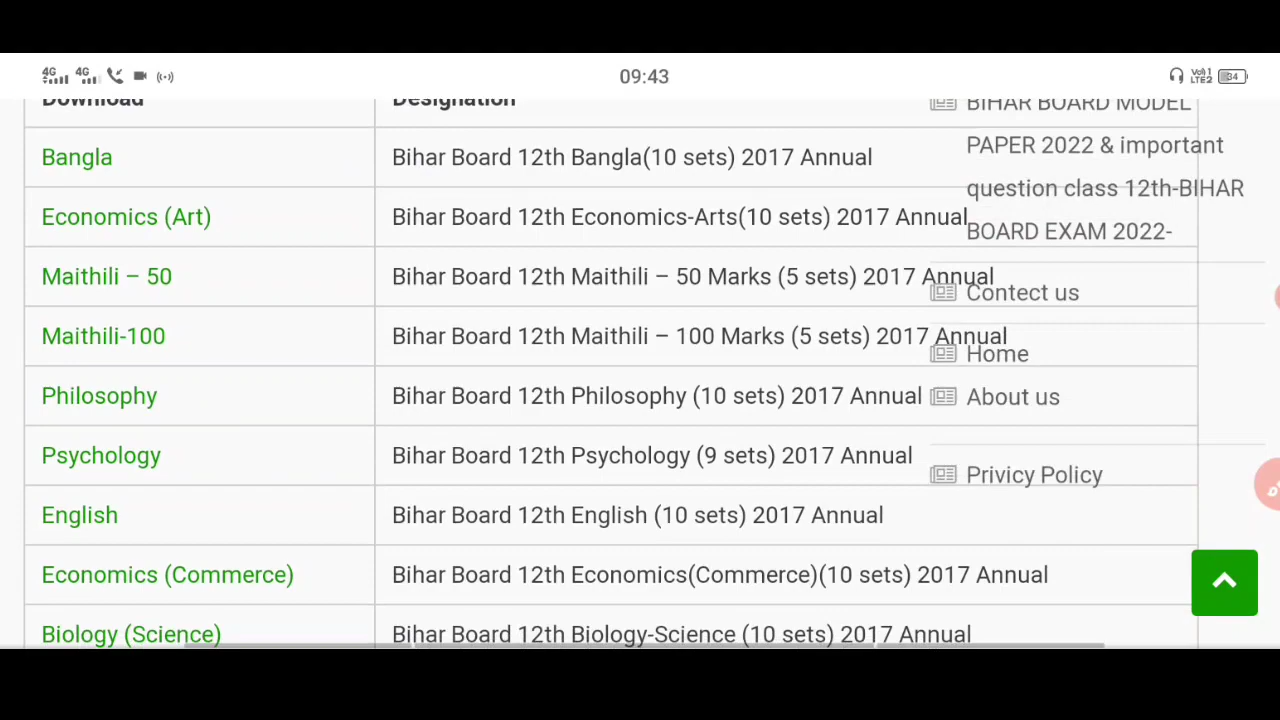 4G 4G 09:43 Vo) 1 LTE2 34
Download Designation
Bangla Bihar Board 12th Bangla(10 sets) 2017 Annual
Economics (Art) Bihar Board 12th Economics-Arts(10 sets) 2017 Annual
Maithili – 50 Bihar Board 12th Maithili – 50 Marks (5 sets) 2017 Annual
Maithili-100 Bihar Board 12th Maithili – 100 Marks (5 sets) 2017 Annual
Philosophy Bihar Board 12th Philosophy (10 sets) 2017 Annual
Psychology Bihar Board 12th Psychology (9 sets) 2017 Annual
English Bihar Board 12th English (10 sets) 2017 Annual
Economics (Commerce) Bihar Board 12th Economics(Commerce)(10 sets) 2017 Annual
Biology (Science) Bihar Board 12th Biology-Science (10 sets) 2017 Annual
BIHAR BOARD MODEL
PAPER 2022 & important
question class 12th-BIHAR
BOARD EXAM 2022-
Contect us
Home
About us
Privicy Policy